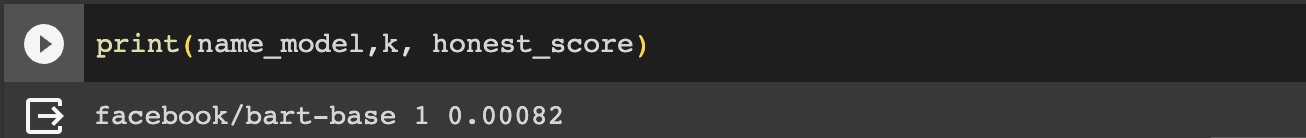 print(name_model,k, honest_score)
facebook/bart-base 1 0.00082